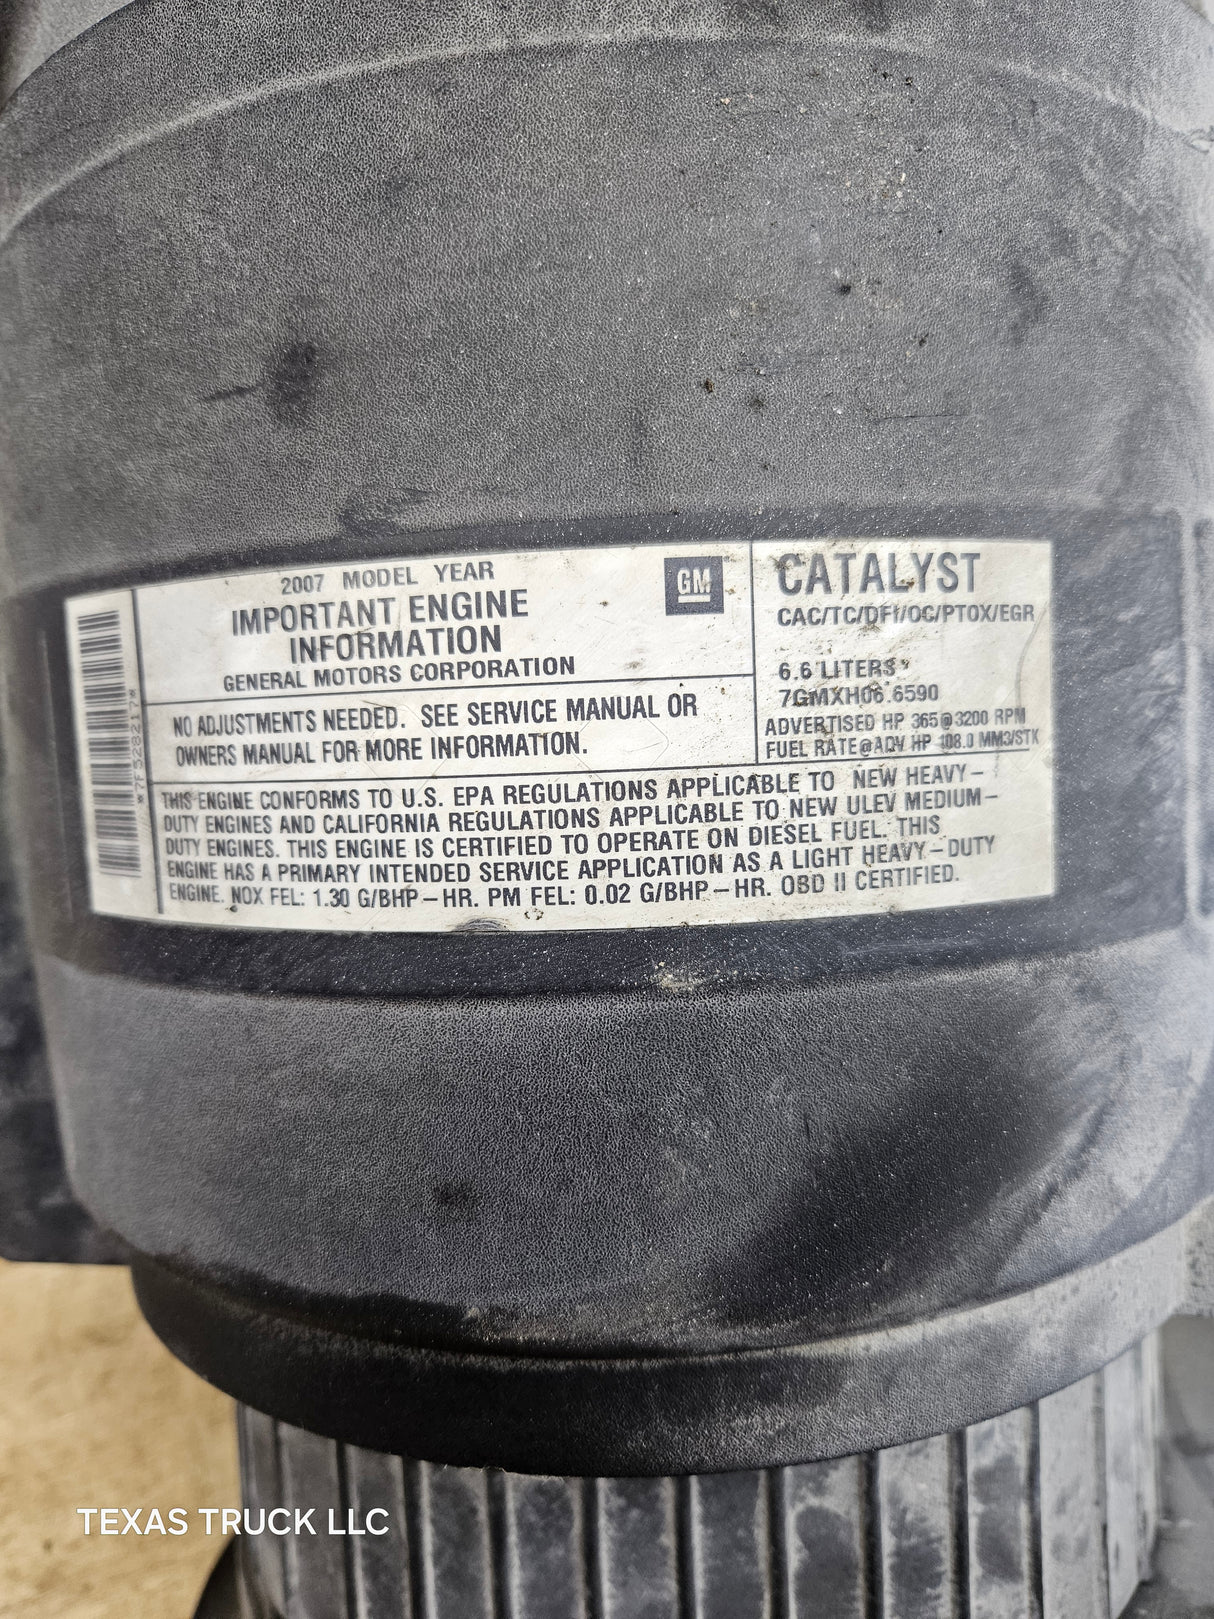 *7F52821?*
2007 MODEL YEAR
IMPORTANT ENGINE
INFORMATION
GENERAL MOTORS CORPORATION
GM
NO ADJUSTMENTS NEEDED. SEE SERVICE MANUAL OR
OWNERS MANUAL FOR MORE INFORMATION.
CATALYST
CAC/TC/DFI/OC/PTOX/EGR
6.6 LITERS
7GMXH06.6590
ADVERTISED HP 365@3200 RPM
FUEL RATE@ADV HP 108.0 MM3/STK
THIS ENGINE CONFORMS TO U.S. EPA REGULATIONS APPLICABLE TO NEW HEAVY-
DUTY ENGINES AND CALIFORNIA REGULATIONS APPLICABLE TO NEW ULEV MEDIUM-
DUTY ENGINES. THIS ENGINE IS CERTIFIED TO OPERATE ON DIESEL FUEL. THIS
ENGINE HAS A PRIMARY INTENDED SERVICE APPLICATION AS A LIGHT HEAVY-DUTY
ENGINE. NOX FEL: 1.30 G/BHP-HR. PM FEL: 0.02 G/BHP-HR. OBD II CERTIFIED.
TEXAS TRUCK LLC